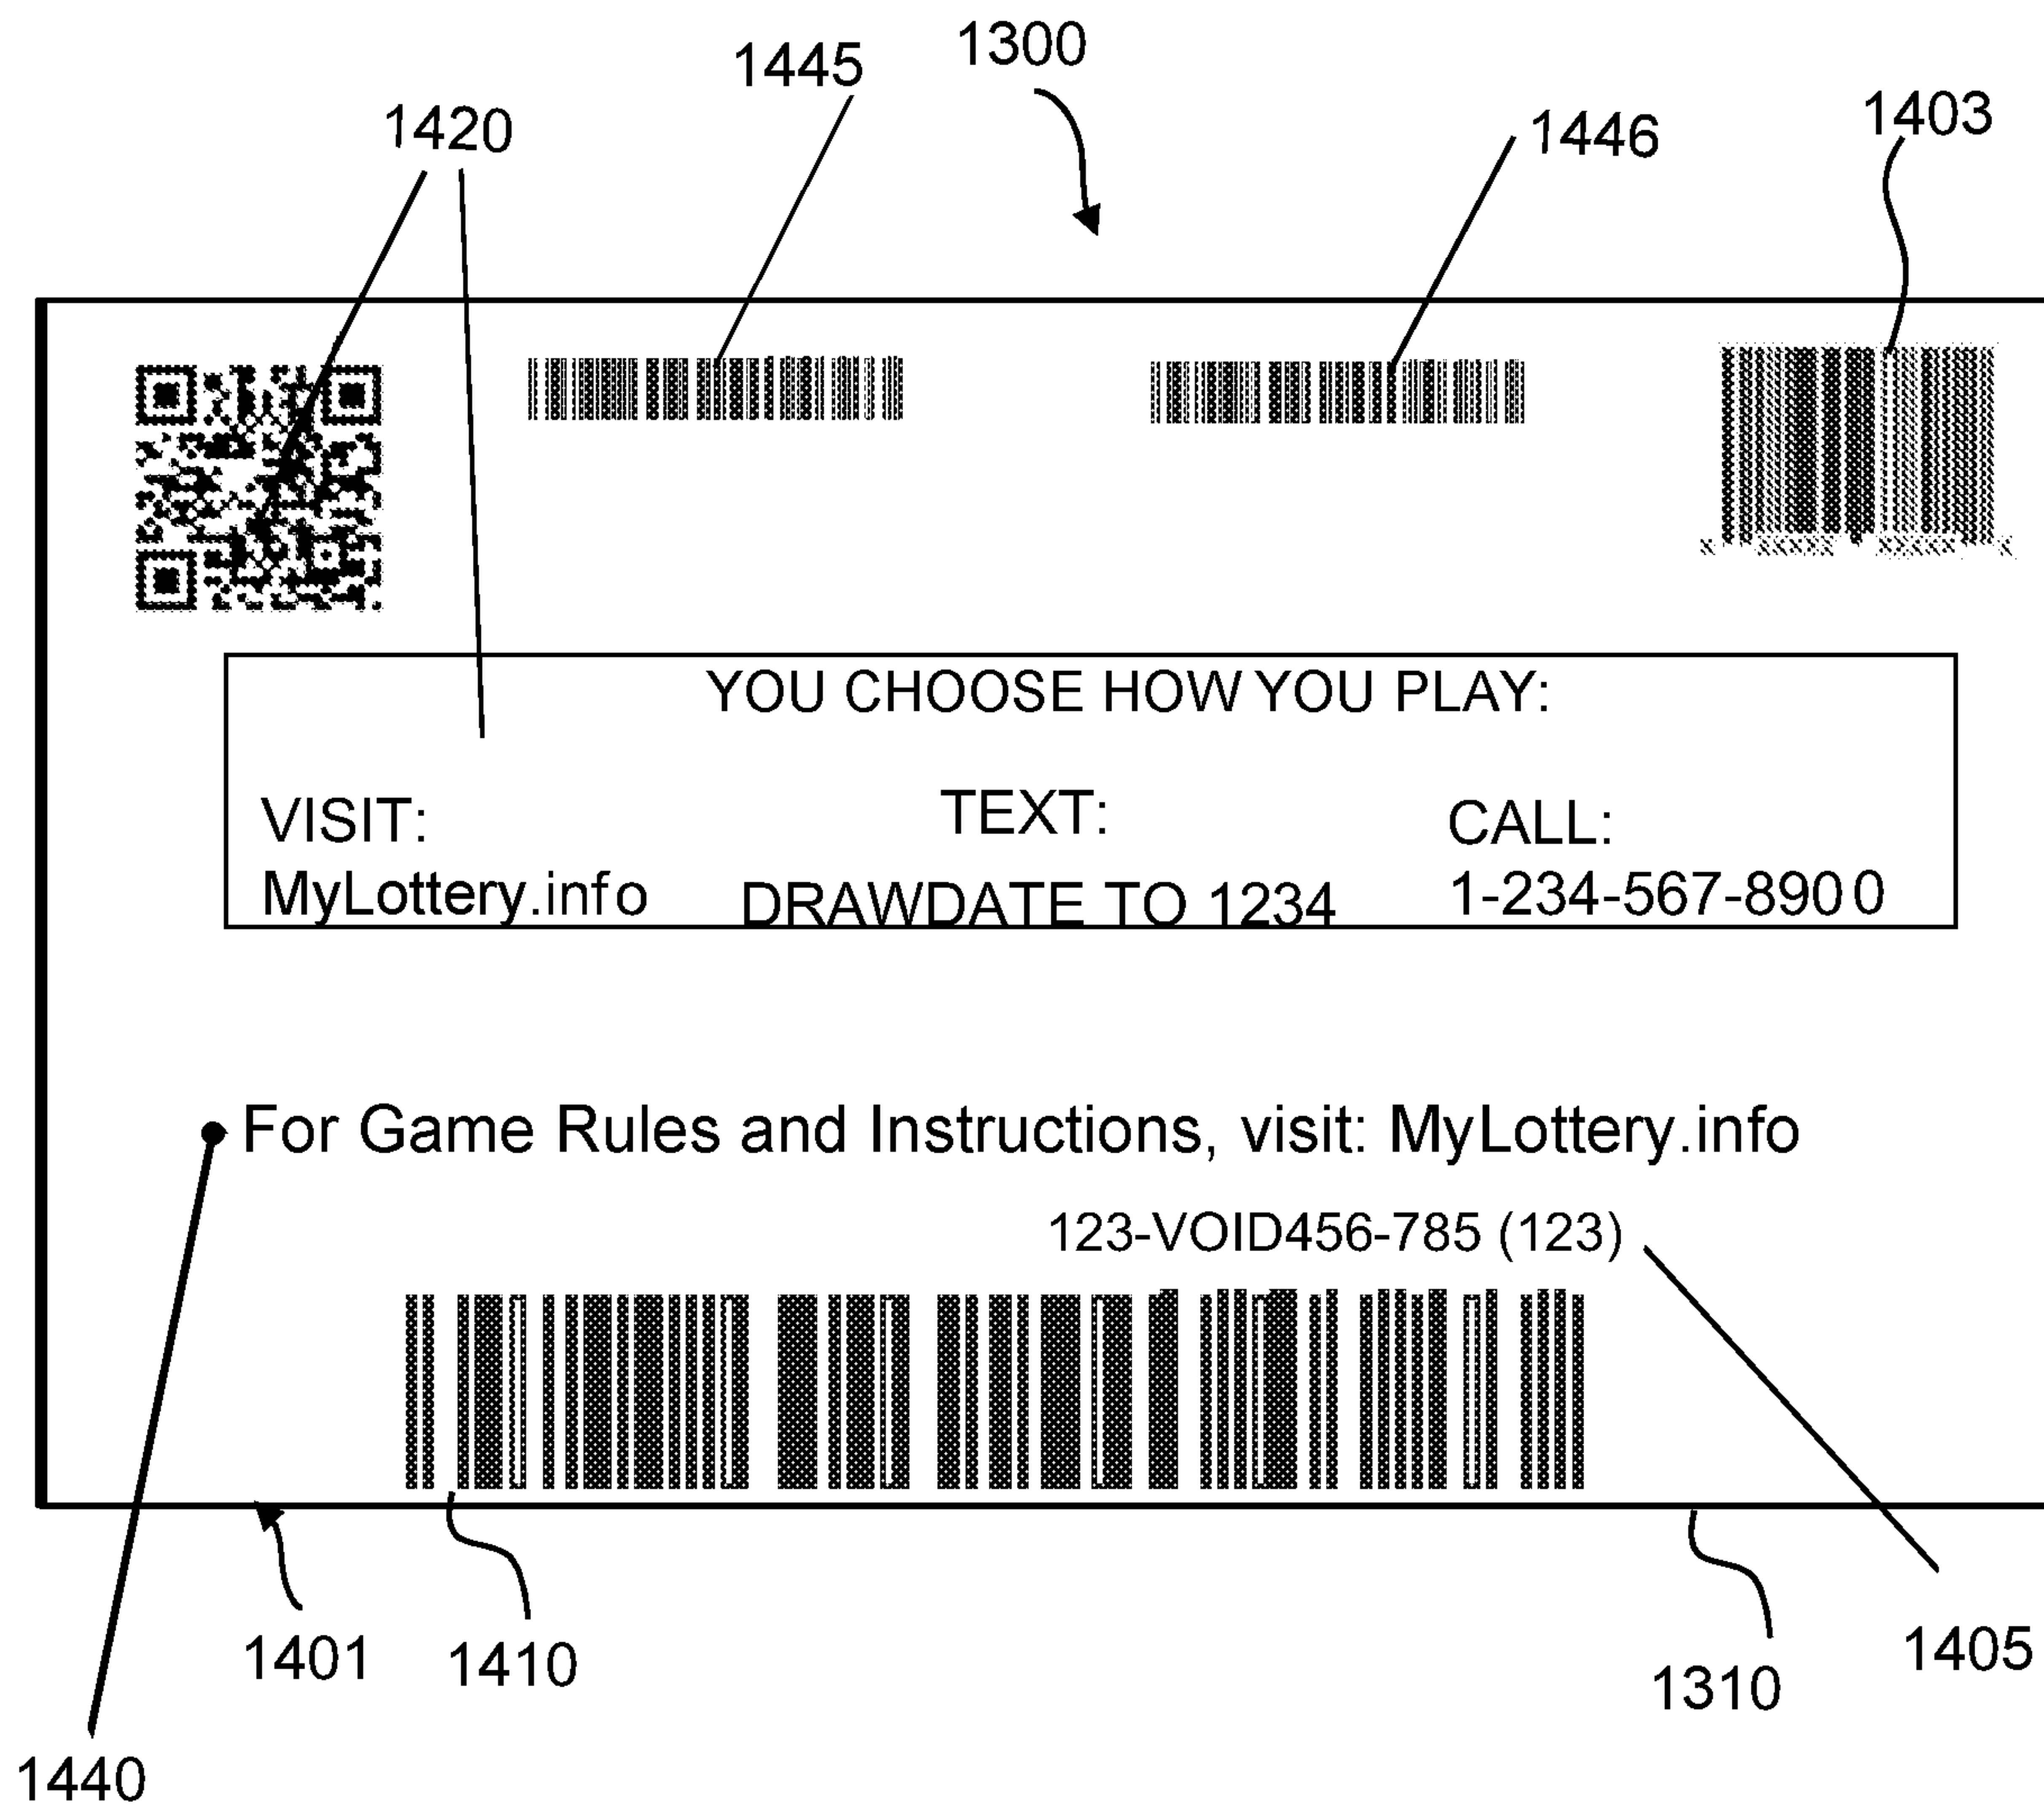 1300
1445
1420
1446
1403
YOU CHOOSE HOW YOU PLAY:
VISIT:
TEXT:
CALL:
MyLottery.info
DRAWDATE TO 1234
1-234-567-8900
For Game Rules and Instructions, visit: MyLottery.info
123-VOID456-785 (123)
1401
1410
1310
1405
1440